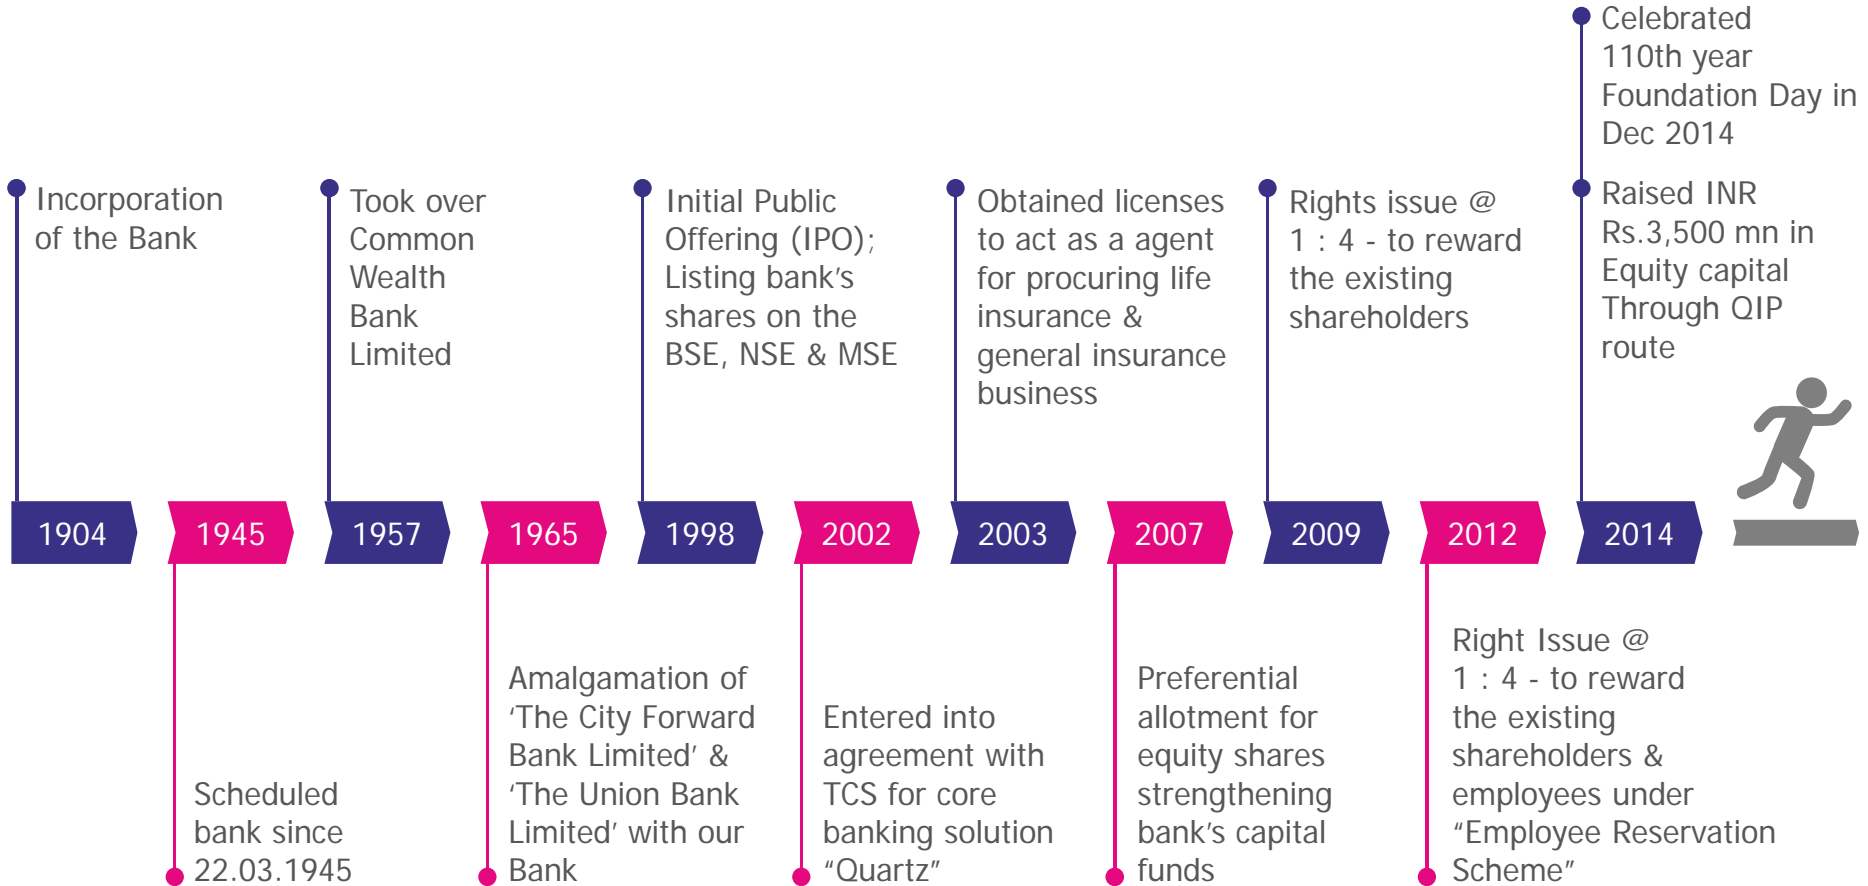 Celebrated
110th year
Foundation Day in
Dec 2014
Incorporation
of the Bank
Took over
Common
Wealth
Bank
Limited
Initial Public
Offering (IPO);
Listing bank's
shares on the
BSE, NSE & MSE
Obtained licenses
to act as a agent
for procuring life
insurance &
general insurance
business
Rights issue @
1 : 4 - to reward
the existing
shareholders
Raised INR
Rs.3,500 mn in
Equity capital
Through QIP
route
1904
1945
1957
1965
1998
2002
2003
2007
2009
2012
2014
Scheduled
bank since
22.03.1945
Amalgamation of
‘The City Forward
Bank Limited’ &
‘The Union Bank
Limited’ with our
Bank
Entered into
agreement with
TCS for core
banking solution
“Quartz”
Preferential
allotment for
equity shares
strengthening
bank's capital
funds
Right Issue @
1 : 4 - to reward
the existing
shareholders &
employees under
“Employee Reservation
Scheme”